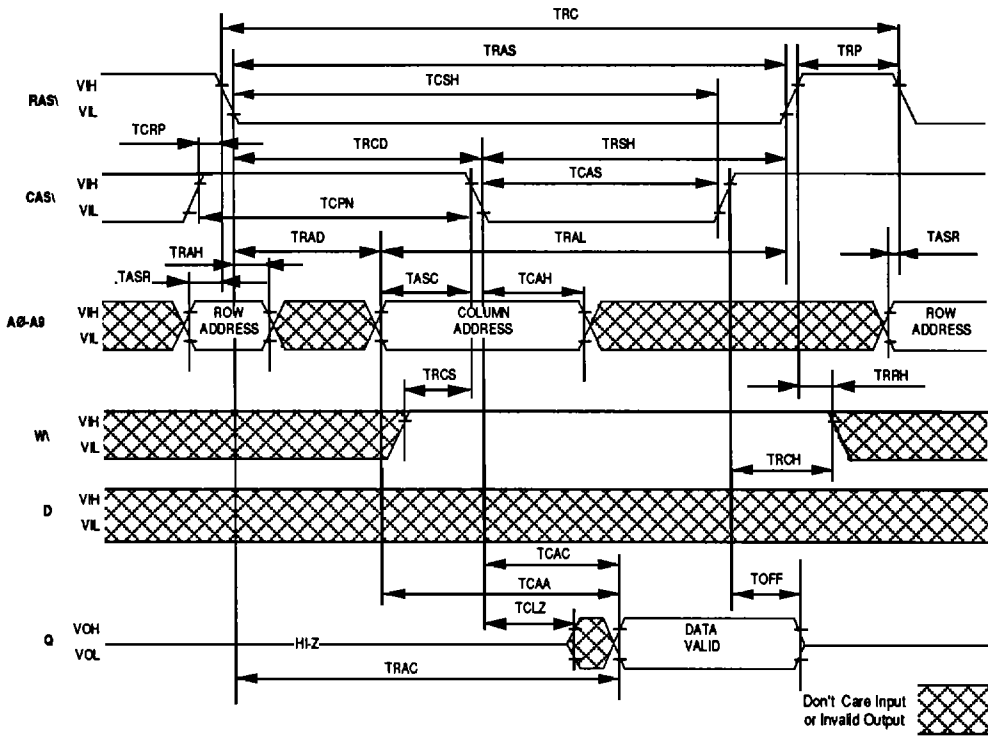 TRC
TRAS
TRP
TCSH
RAS\
VIH
VIL
TCRP
TRCD
TRSH
CAS\
VIH
VIL
TCAS
TCPN
TRAH
TRAD
TRAL
TASR
TASR
TASC
TCAH
AØ-A9
VIH
VIL
ROW
ADDRESS
COLUMN
ADDRESS
ROW
ADDRESS
TRCS
TRRH
W\
VIH
VIL
TRCH
D
VIH
VIL
TCAC
TCAA
TOFF
TCLZ
Q
VOH
VOL
HI-Z
DATA
VALID
TRAC
Don't Care Input
or Invalid Output